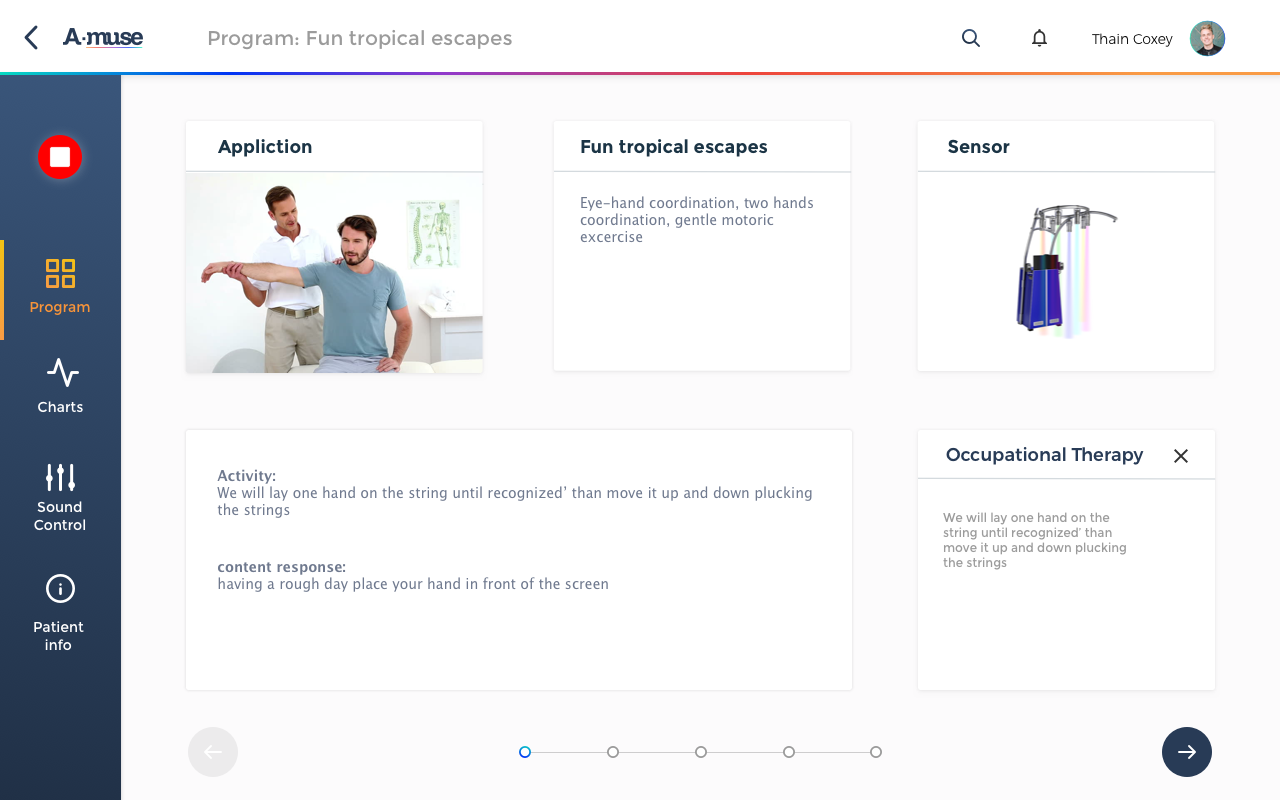 A·muse
Program: Fun tropical escapes
Thain Coxey
Program
Charts
Sound
Control
Patient
info
Appliction
Fun tropical escapes
Eye-hand coordination, two hands
coordination, gentle motoric
excercise
Sensor
Activity:
We will lay one hand on the string until recognized’ than move it up and down plucking
the strings
content response:
having a rough day place your hand in front of the screen
Occupational Therapy
We will lay one hand on the
string until recognized’ than
move it up and down plucking
the strings